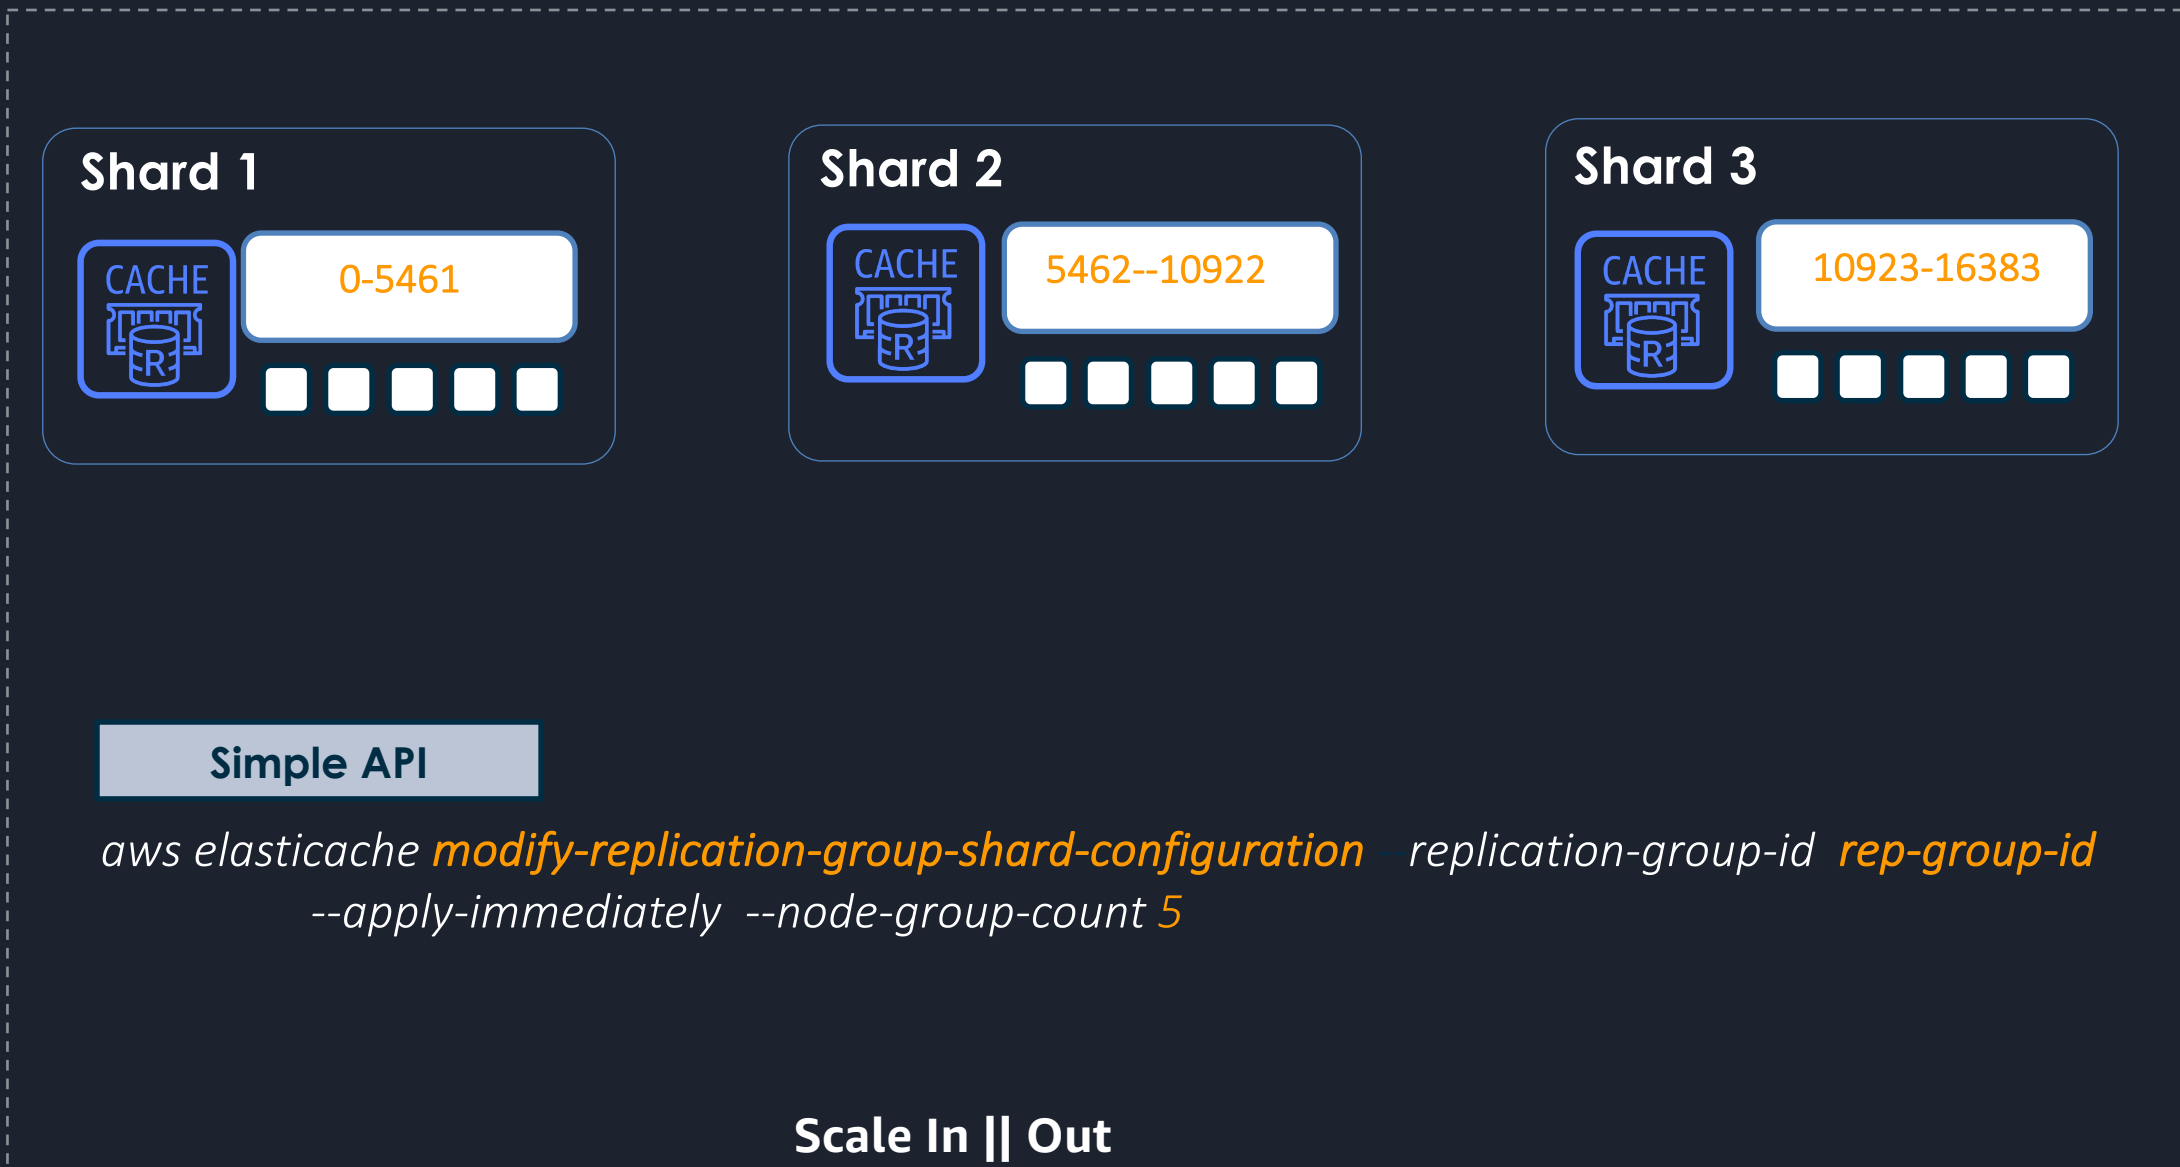 Shard 1
CACHE
R
0-5461
Shard 2
CACHE
R
5462--10922
Shard 3
CACHE
R
10923-16383
Simple API
aws elasticache modify-replication-group-shard-configuration --replication-group-id rep-group-id
--apply-immediately --node-group-count 5
Scale In || Out